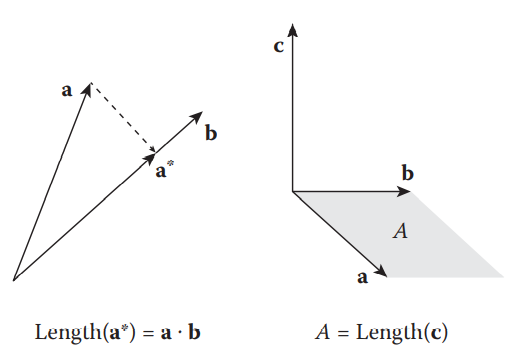 a
b
a*
Length(a*) = a · b
c
b
A
a
A = Length(c)